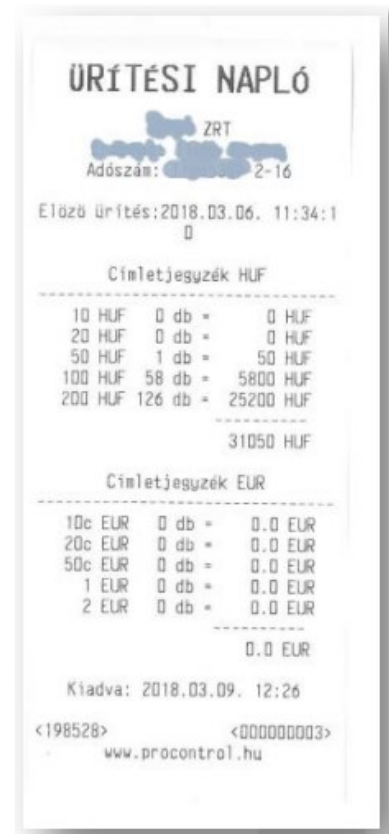 ÜRÍTÉSI NAPLÓ
ZRT
Adószám: 2-16
Elözö ürítés:2018.03.06. 11:34:1
0
Címletjegyzék HUF
10 HUF 0 db = 0 HUF
20 HUF 0 db = 0 HUF
50 HUF 1 db = 50 HUF
100 HUF 58 db = 5800 HUF
200 HUF 126 db = 25200 HUF
31050 HUF
Címletjegyzék EUR
10c EUR 0 db = 0.0 EUR
20c EUR 0 db = 0.0 EUR
50c EUR 0 db = 0.0 EUR
1 EUR 0 db = 0.0 EUR
2 EUR 0 db = 0.0 EUR
0.0 EUR
Kiadva: 2018.03.09. 12:26
<198528> <000000003>
www.procontrol.hu